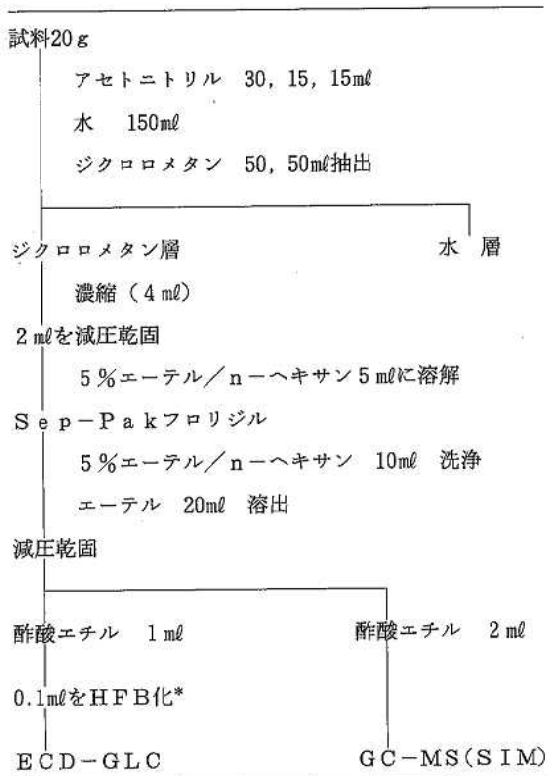 試料20g
アセトニトリル 30, 15, 15ml
水 150ml
ジクロロメタン 50, 50ml抽出
ジクロロメタン層 水 層
濃縮(4ml)
2mlを減圧乾固
5%エーテル/n-ヘキサン5mlに溶解
Sep-Pakフロリジル
5%エーテル/n-ヘキサン 10ml 洗浄
エーテル 20ml 溶出
減圧乾固
酢酸エチル 1ml 酢酸エチル 2ml
0.1mlをHFB化*
ECD-GLC GC-MS(SIM)